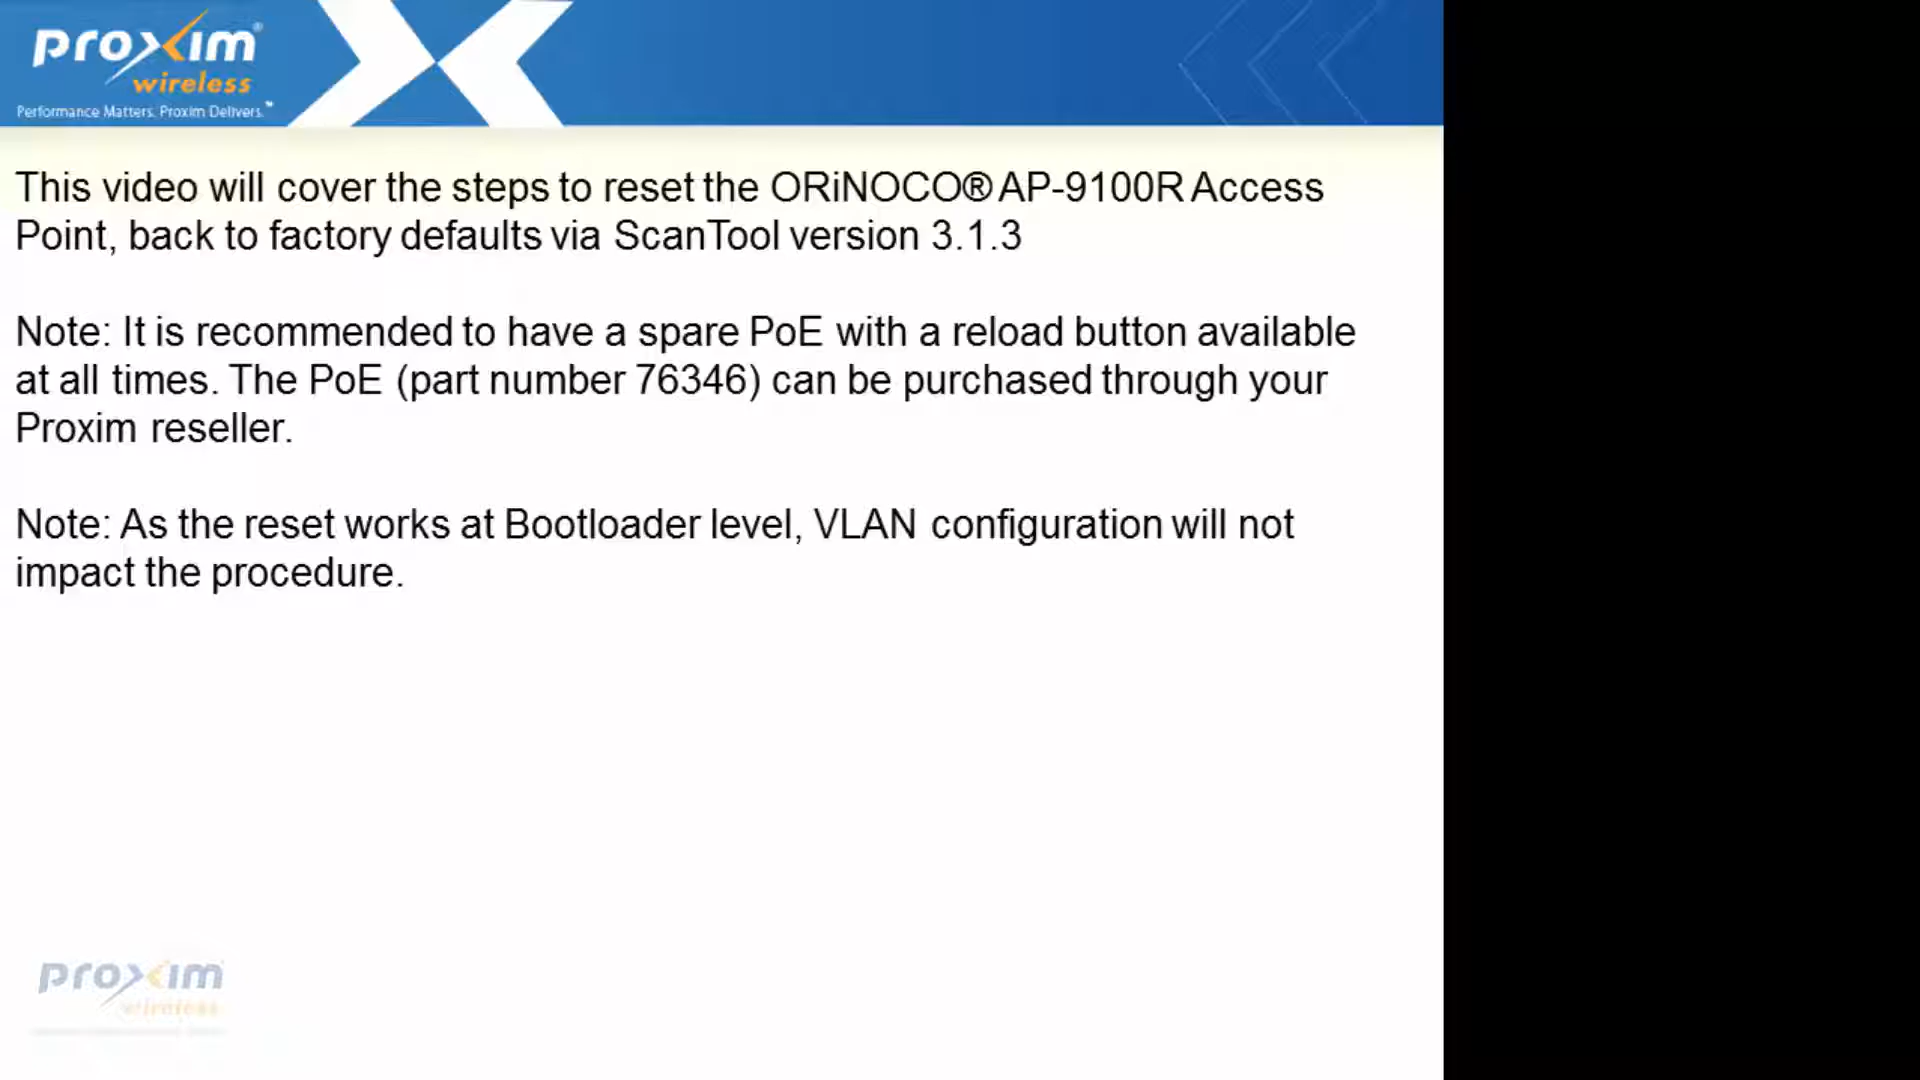 proxim®
wireless
Performance Matters. Proxim Delivers.™
This video will cover the steps to reset the ORiNOCO® AP-9100R Access
Point, back to factory defaults via ScanTool version 3.1.3
Note: It is recommended to have a spare PoE with a reload button available
at all times. The PoE (part number 76346) can be purchased through your
Proxim reseller.
Note: As the reset works at Bootloader level, VLAN configuration will not
impact the procedure.
proxim
wireless